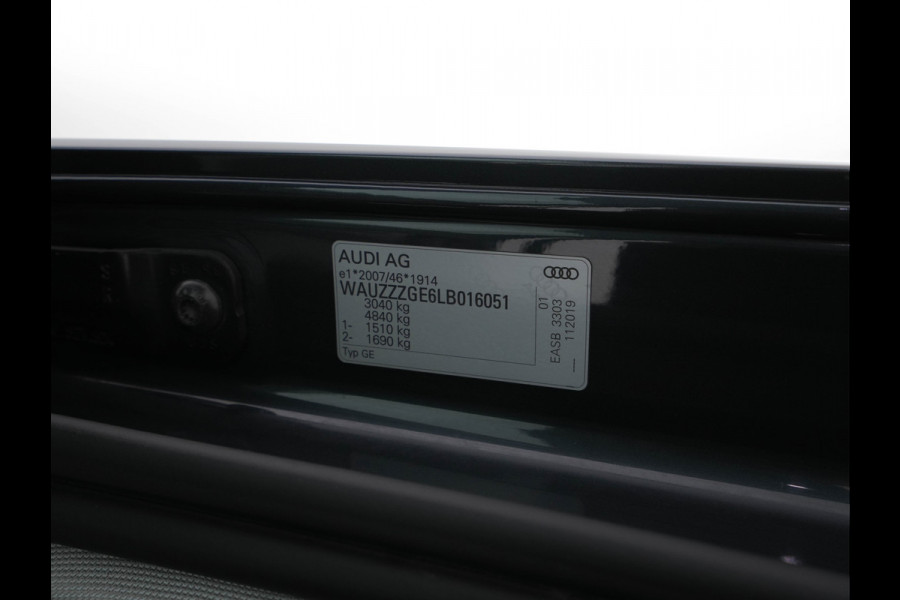 AUDI AG
e1*2007/46*1914
WAUZZZGE6LB016051
3040 kg
4840 kg
1- 1510 kg
2- 1690 kg
Typ GE
01
EASB 3303
__ 112019